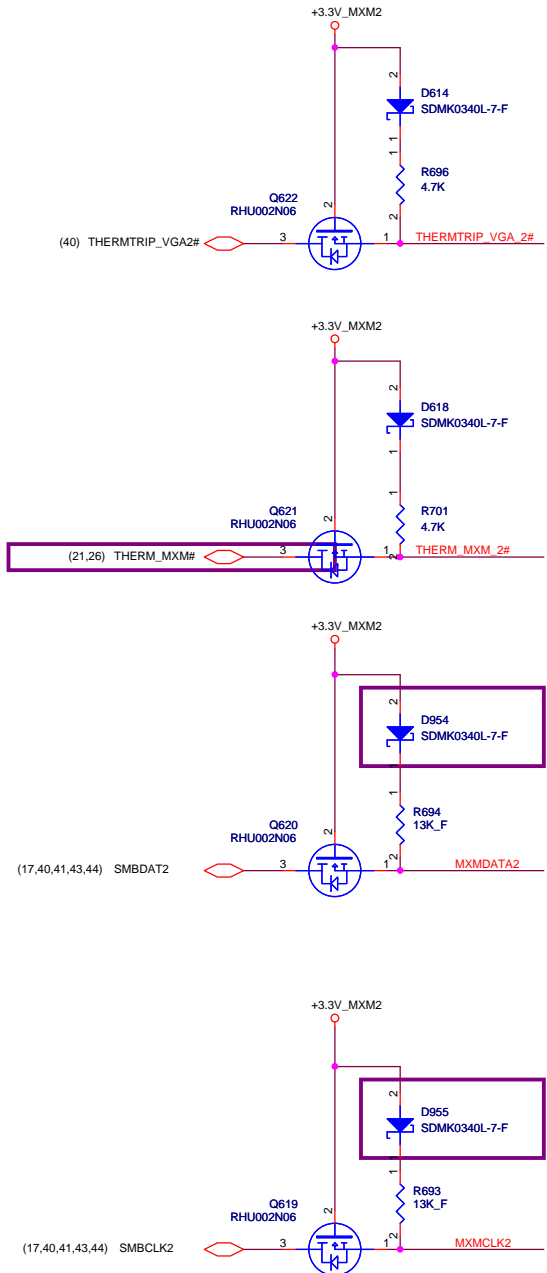 +3.3V_MXM2
2
D614
SDMK0340L-7-F
1
1
R696
4.7K
Q622
RHU002N06
2
2
(40) THERMTRIP_VGA2#
3
1
THERMTRIP_VGA_2#
+3.3V_MXM2
2
D618
SDMK0340L-7-F
1
1
R701
4.7K
Q621
RHU002N06
2
2
(21,26) THERM_MXM#
3
1
THERM_MXM_2#
+3.3V_MXM2
2
D954
SDMK0340L-7-F
1
1
R694
13K_F
Q620
RHU002N06
2
2
(17,40,41,43,44) SMBDAT2
3
1
MXMDATA2
+3.3V_MXM2
2
D955
SDMK0340L-7-F
1
1
R693
13K_F
Q619
RHU002N06
2
2
(17,40,41,43,44) SMBCLK2
3
1
MXMCLK2